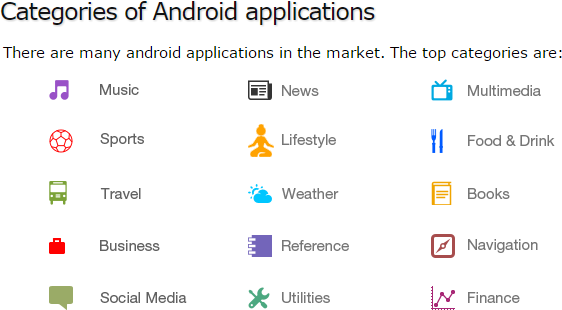 Categories of Android applications
There are many android applications in the market. The top categories are:
Music News Multimedia
Sports Lifestyle Food & Drink
Travel Weather Books
Business Reference Navigation
Social Media Utilities Finance